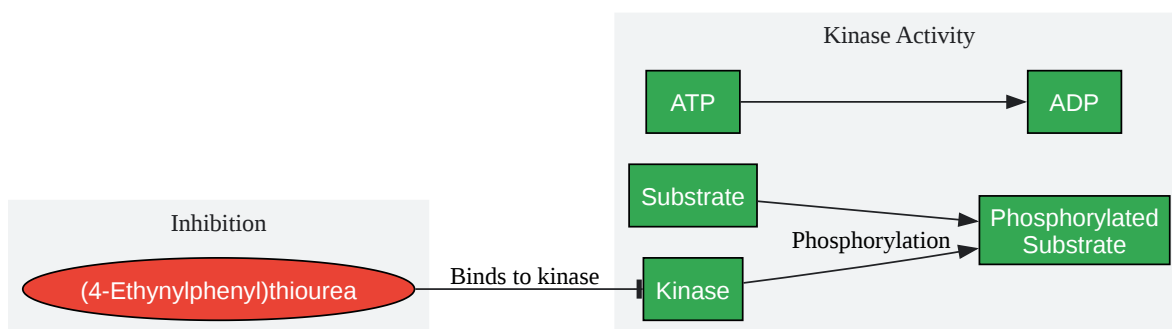 Kinase Activity
ATP
ADP
Substrate
Phosphorylated
Substrate
Phosphorylation
Kinase
Inhibition
(4-Ethynylphenyl)thiourea
Binds to kinase